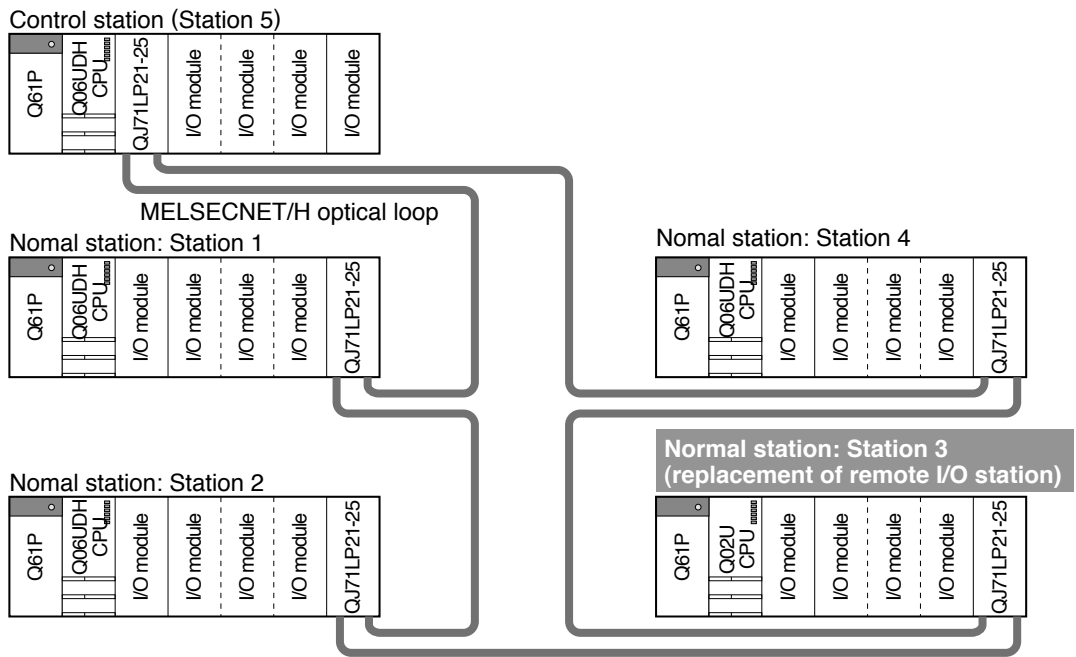 Control station (Station 5)
Q61P
Q06UDH
CPU
QJ71LP21-25
I/O module
I/O module
I/O module
I/O module
MELSECNET/H optical loop
Nomal station: Station 1
Q61P
Q06UDH
CPU
I/O module
I/O module
I/O module
I/O module
QJ71LP21-25
Nomal station: Station 4
Q61P
Q06UDH
CPU
I/O module
I/O module
I/O module
I/O module
QJ71LP21-25
Nomal station: Station 2
Q61P
Q06UDH
CPU
I/O module
I/O module
I/O module
I/O module
QJ71LP21-25
Normal station: Station 3
(replacement of remote I/O station)
Q61P
Q02U
CPU
I/O module
I/O module
I/O module
I/O module
QJ71LP21-25